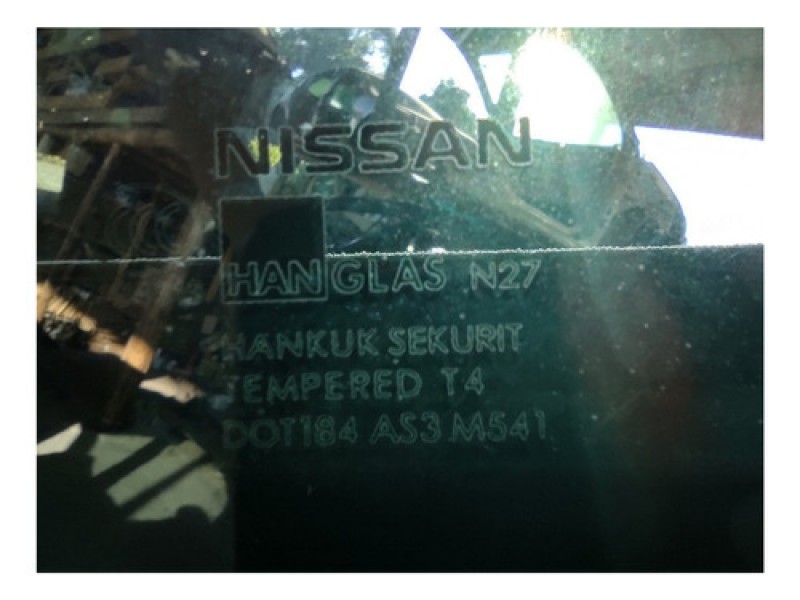 NISSAN
HANGLAS N27
HANKUK SEKURIT
TEMPERED T4
DOT184 AS3 M541